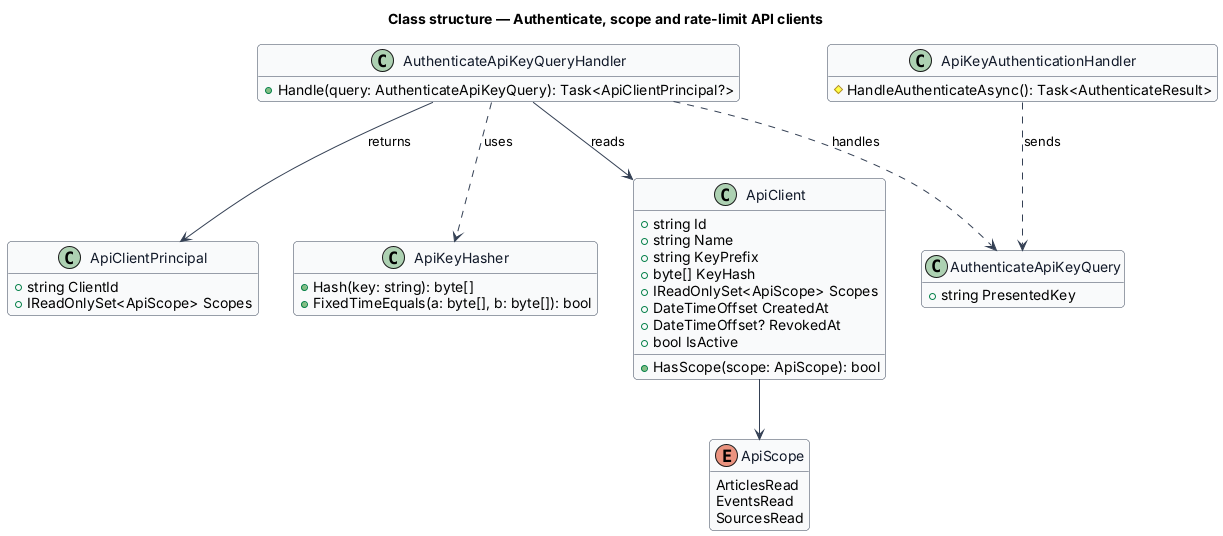 Class structure — Authenticate, scope and rate-limit API clients
C AuthenticateApiKeyQueryHandler
Handle(query: AuthenticateApiKeyQuery): Task<ApiClientPrincipal?>
C ApiKeyAuthenticationHandler
HandleAuthenticateAsync(): Task<AuthenticateResult>
returns
uses
reads
handles
sends
C ApiClientPrincipal
string ClientId
IReadOnlySet<ApiScope> Scopes
C ApiKeyHasher
Hash(key: string): byte[]
FixedTimeEquals(a: byte[], b: byte[]): bool
C ApiClient
string Id
string Name
string KeyPrefix
byte[] KeyHash
IReadOnlySet<ApiScope> Scopes
DateTimeOffset CreatedAt
DateTimeOffset? RevokedAt
bool IsActive
HasScope(scope: ApiScope): bool
C AuthenticateApiKeyQuery
string PresentedKey
E ApiScope
ArticlesRead
EventsRead
SourcesRead